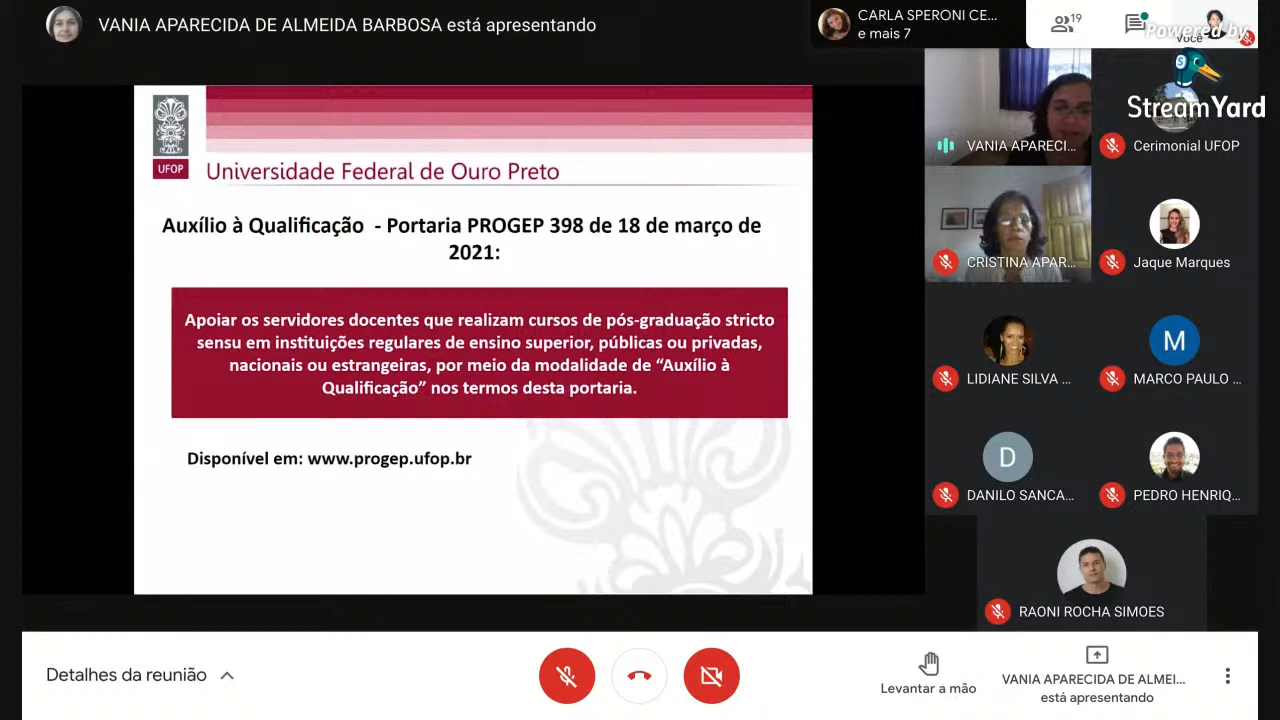 VANIA APARECIDA DE ALMEIDA BARBOSA está apresentando
CARLA SPERONI CE...
e mais 7
19
Você
Powered by
StreamYard
UFOP
Universidade Federal de Ouro Preto
Auxílio à Qualificação - Portaria PROGEP 398 de 18 de março de
2021:
Apoiar os servidores docentes que realizam cursos de pós-graduação stricto
sensu em instituições regulares de ensino superior, públicas ou privadas,
nacionais ou estrangeiras, por meio da modalidade de “Auxílio à
Qualificação” nos termos desta portaria.
Disponível em: www.progep.ufop.br
VANIA APARECI...
Cerimonial UFOP
CRISTINA APAR...
Jaque Marques
LIDIANE SILVA ...
M
MARCO PAULO ...
D
DANILO SANCA...
PEDRO HENRIQ...
RAONI ROCHA SIMOES
Detalhes da reunião
Levantar a mão
VANIA APARECIDA DE ALMEI...
está apresentando